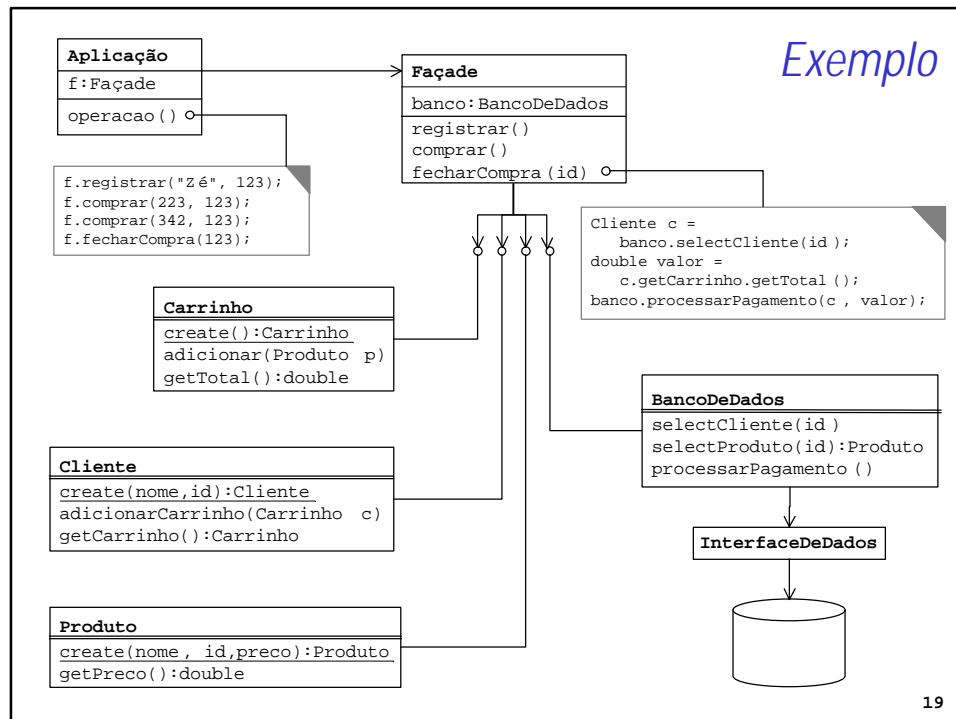 Exemplo
Aplicação
f:Façade
operacao()
f.registrar("Zé", 123);
f.comprar(223, 123);
f.comprar(342, 123);
f.fecharCompra(123);
Façade
banco:BancoDeDados
registrar()
comprar()
fecharCompra(id)
Cliente c =
banco.selectCliente(id);
double valor =
c.getCarrinho.getTotal();
banco.processarPagamento(c, valor);
Carrinho
create():Carrinho
adicionar(Produto p)
getTotal():double
Cliente
create(nome,id):Cliente
adicionarCarrinho(Carrinho c)
getCarrinho():Carrinho
Produto
create(nome, id,preco):Produto
getPreco():double
BancoDeDados
selectCliente(id)
selectProduto(id):Produto
processarPagamento()
InterfaceDeDados
19